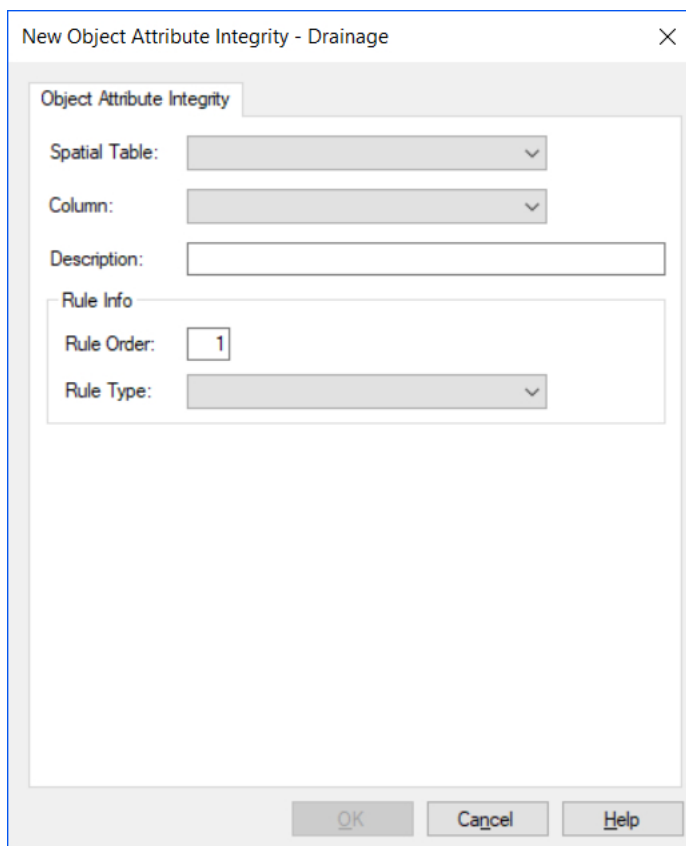 New Object Attribute Integrity - Drainage
Object Attribute Integrity
Spatial Table:
Column:
Description:
Rule Info
Rule Order: 1
Rule Type:
OK Cancel Help